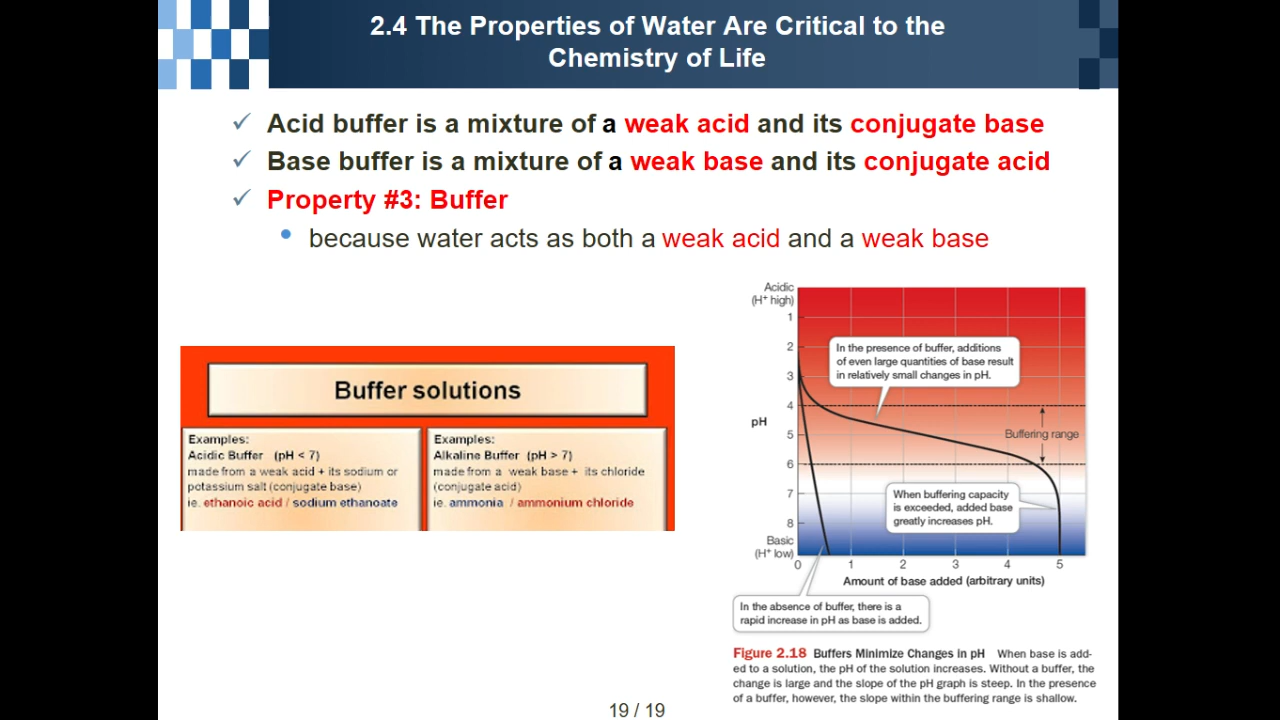 2.4 The Properties of Water Are Critical to the
Chemistry of Life
Acid buffer is a mixture of a weak acid and its conjugate base
Base buffer is a mixture of a weak base and its conjugate acid
Property #3: Buffer
because water acts as both a weak acid and a weak base
Buffer solutions
Examples:
Acidic Buffer (pH < 7)
made from a weak acid + its sodium or
potassium salt (conjugate base)
ie. ethanoic acid / sodium ethanoate
Examples:
Alkaline Buffer (pH > 7)
made from a weak base + its chloride
(conjugate acid)
ie. ammonia / ammonium chloride
Acidic
(H⁺ high)
1
2
3
4
5
6
7
8
pH
Basic
(H⁺ low)
In the presence of buffer, additions
of even large quantities of base result
in relatively small changes in pH.
Buffering range
When buffering capacity
is exceeded, added base
greatly increases pH.
0 1 2 3 4 5
Amount of base added (arbitrary units)
In the absence of buffer, there is a
rapid increase in pH as base is added.
Figure 2.18 Buffers Minimize Changes in pH When base is add-
ed to a solution, the pH of the solution increases. Without a buffer, the
change is large and the slope of the pH graph is steep. In the presence
of a buffer, however, the slope within the buffering range is shallow.
19 / 19